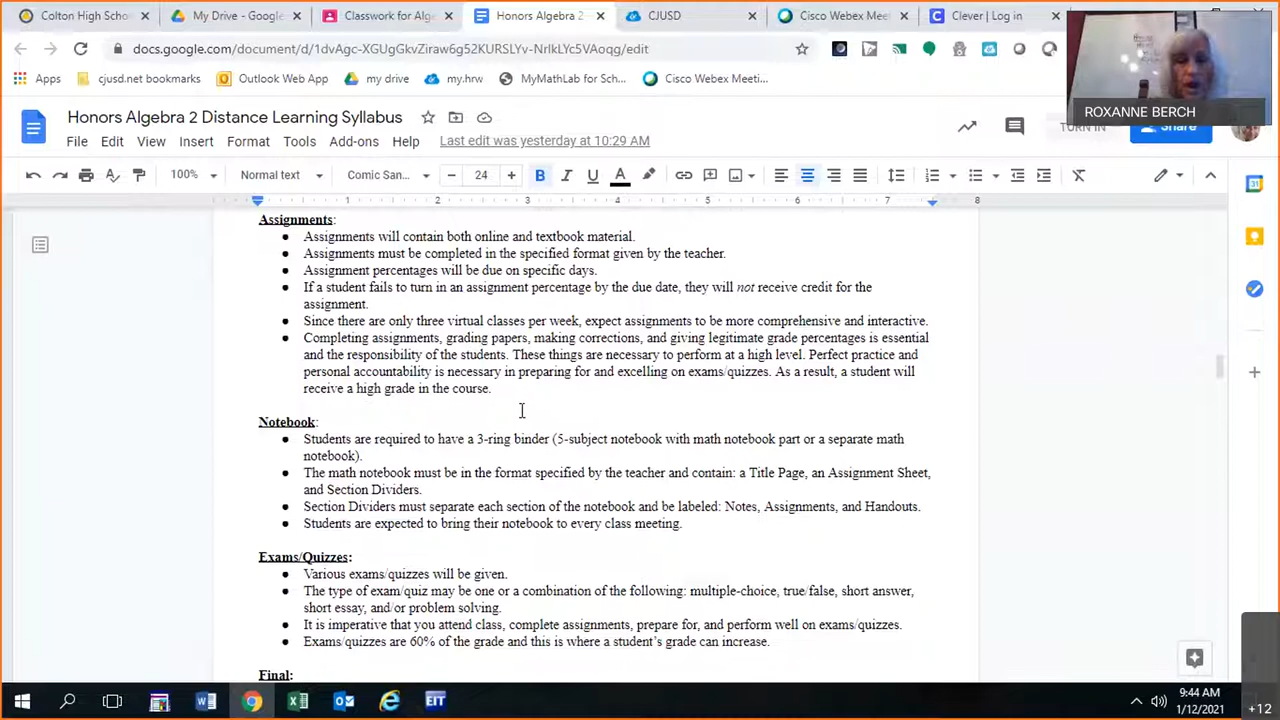 Colton High School
My Drive - Google
Classwork for Alge
Honors Algebra 2
CJUSD
Cisco Webex Mee
Clever | Log in
docs.google.com/document/d/1dvAgc-XGUgGkvZiraw6g52KURSLYv-NrlkLYc5VAoqg/edit
Apps
cjusd.net bookmarks
Outlook Web App
my drive
my.hrw
MyMathLab for Sch...
Cisco Webex Meeti...
ROXANNE BERCH
Honors Algebra 2 Distance Learning Syllabus
TURN IN
Share
File Edit View Insert Format Tools Add-ons Help
Last edit was yesterday at 10:29 AM
100% Normal text Comic San... 24
1 2 3 4 5 6 7 8
Assignments:
● Assignments will contain both online and textbook material.
● Assignments must be completed in the specified format given by the teacher.
● Assignment percentages will be due on specific days.
● If a student fails to turn in an assignment percentage by the due date, they will not receive credit for the
assignment.
● Since there are only three virtual classes per week, expect assignments to be more comprehensive and interactive.
● Completing assignments, grading papers, making corrections, and giving legitimate grade percentages is essential
and the responsibility of the students. These things are necessary to perform at a high level. Perfect practice and
personal accountability is necessary in preparing for and excelling on exams/quizzes. As a result, a student will
receive a high grade in the course.
Notebook:
● Students are required to have a 3-ring binder (5-subject notebook with math notebook part or a separate math
notebook).
● The math notebook must be in the format specified by the teacher and contain: a Title Page, an Assignment Sheet,
and Section Dividers.
● Section Dividers must separate each section of the notebook and be labeled: Notes, Assignments, and Handouts.
● Students are expected to bring their notebook to every class meeting.
Exams/Quizzes:
● Various exams/quizzes will be given.
● The type of exam/quiz may be one or a combination of the following: multiple-choice, true/false, short answer,
short essay, and/or problem solving.
● It is imperative that you attend class, complete assignments, prepare for, and perform well on exams/quizzes.
● Exams/quizzes are 60% of the grade and this is where a student's grade can increase.
Final:
EIT
9:44 AM
1/12/2021
+12